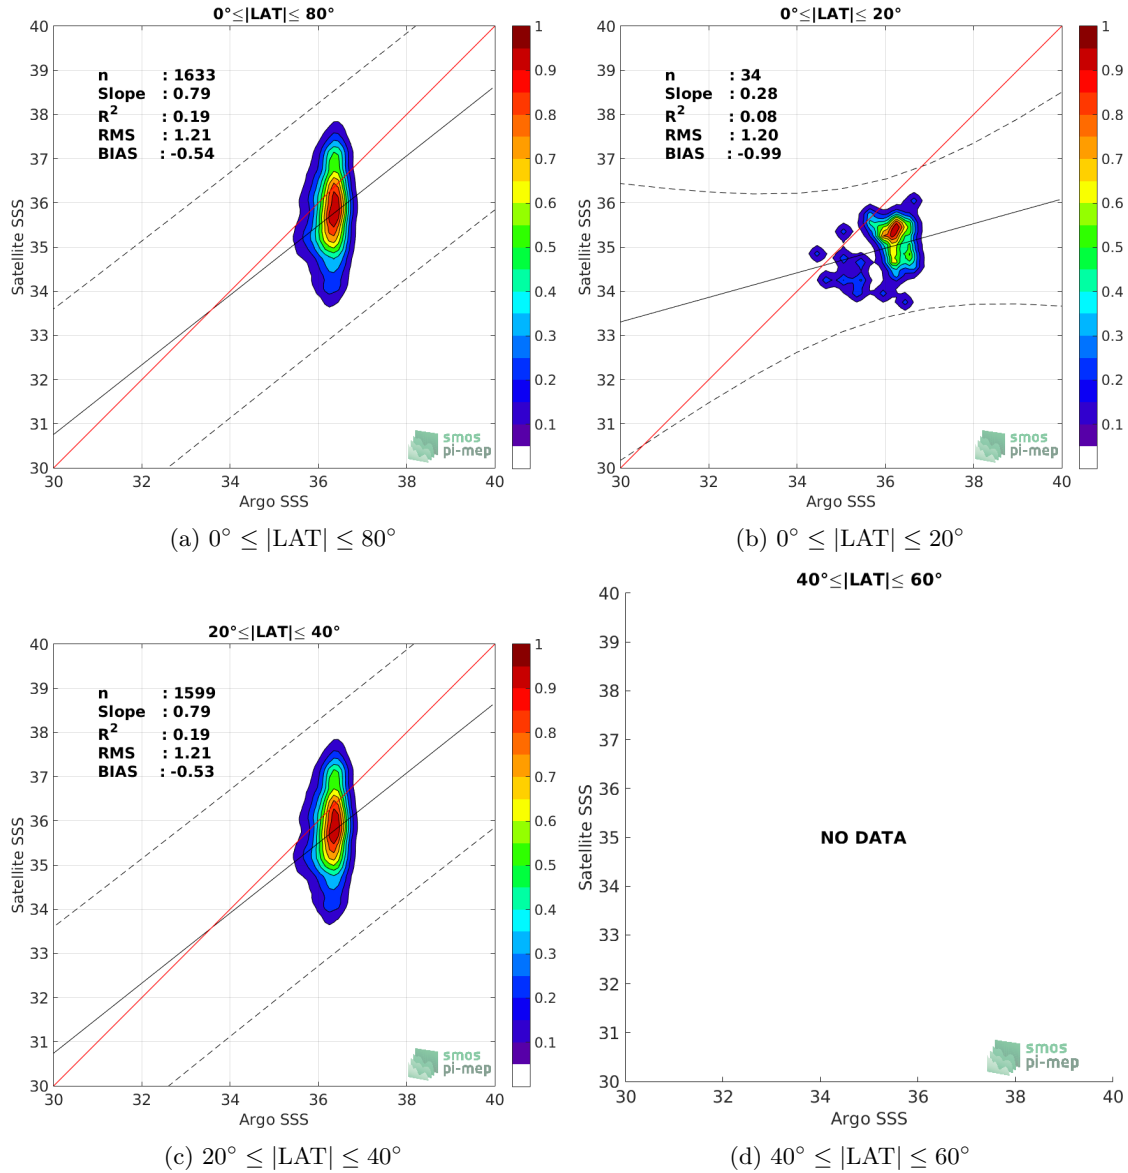 0°≤|LAT|≤ 80°
n : 1633
Slope : 0.79
R² : 0.19
RMS : 1.21
BIAS : -0.54
40
39
38
37
36
35
34
33
32
31
30
30 32 34 36 38 40
Satellite SSS
Argo SSS
1
0.9
0.8
0.7
0.6
0.5
0.4
0.3
0.2
0.1
smos
pi-mep
(a) 0° ≤ |LAT| ≤ 80°
0°≤|LAT|≤ 20°
n : 34
Slope : 0.28
R² : 0.08
RMS : 1.20
BIAS : -0.99
40
39
38
37
36
35
34
33
32
31
30
30 32 34 36 38 40
Satellite SSS
Argo SSS
1
0.9
0.8
0.7
0.6
0.5
0.4
0.3
0.2
0.1
smos
pi-mep
(b) 0° ≤ |LAT| ≤ 20°
20°≤|LAT|≤ 40°
n : 1599
Slope : 0.79
R² : 0.19
RMS : 1.21
BIAS : -0.53
40
39
38
37
36
35
34
33
32
31
30
30 32 34 36 38 40
Satellite SSS
Argo SSS
1
0.9
0.8
0.7
0.6
0.5
0.4
0.3
0.2
0.1
smos
pi-mep
(c) 20° ≤ |LAT| ≤ 40°
40°≤|LAT|≤ 60°
40
39
38
37
36
35
34
33
32
31
30
30 32 34 36 38 40
Satellite SSS
NO DATA
Argo SSS
smos
pi-mep
(d) 40° ≤ |LAT| ≤ 60°